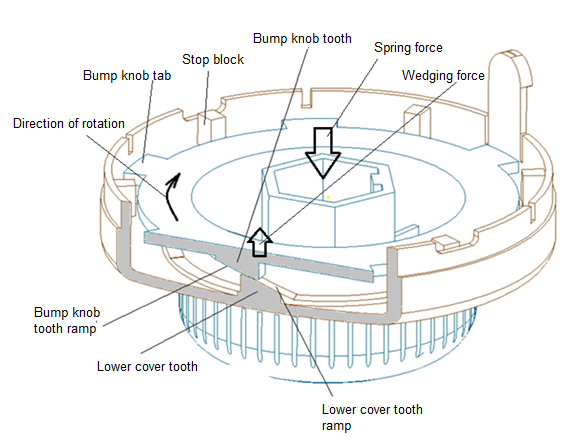 Bump knob tooth
Spring force
Stop block
Wedging force
Bump knob tab
Direction of rotation
Bump knob
tooth ramp
Lower cover tooth
Lower cover tooth
ramp